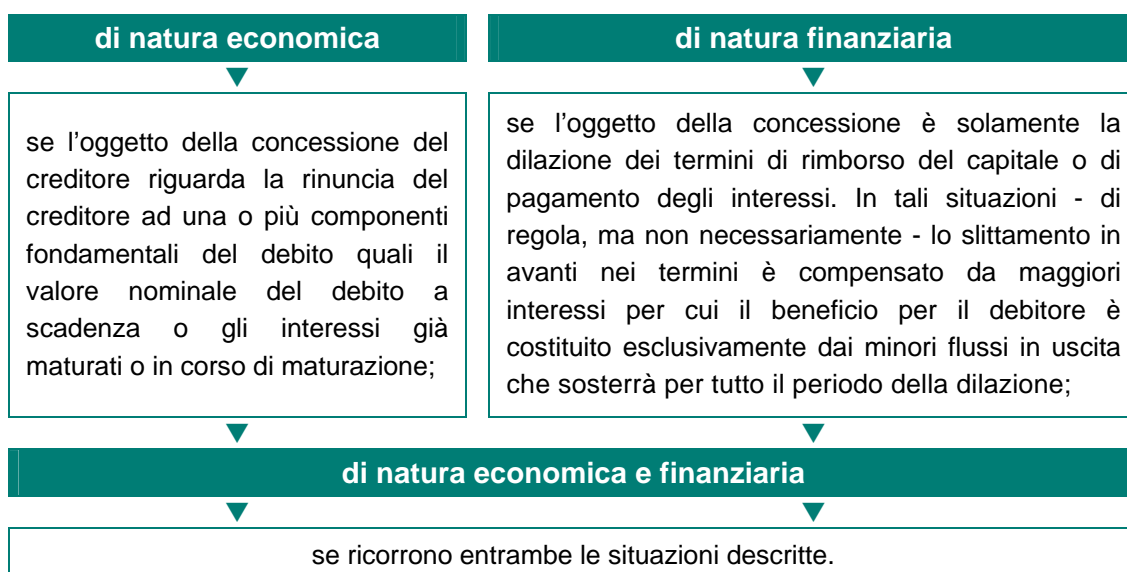 di natura economica
se l'oggetto della concessione del
creditore riguarda la rinuncia del
creditore ad una o più componenti
fondamentali del debito quali il
valore nominale del debito a
scadenza o gli interessi già
maturati o in corso di maturazione;
di natura finanziaria
se l'oggetto della concessione è solamente la
dilazione dei termini di rimborso del capitale o di
pagamento degli interessi. In tali situazioni - di
regola, ma non necessariamente - lo slittamento in
avanti nei termini è compensato da maggiori
interessi per cui il beneficio per il debitore è
costituito esclusivamente dai minori flussi in uscita
che sosterrà per tutto il periodo della dilazione;
di natura economica e finanziaria
se ricorrono entrambe le situazioni descritte.